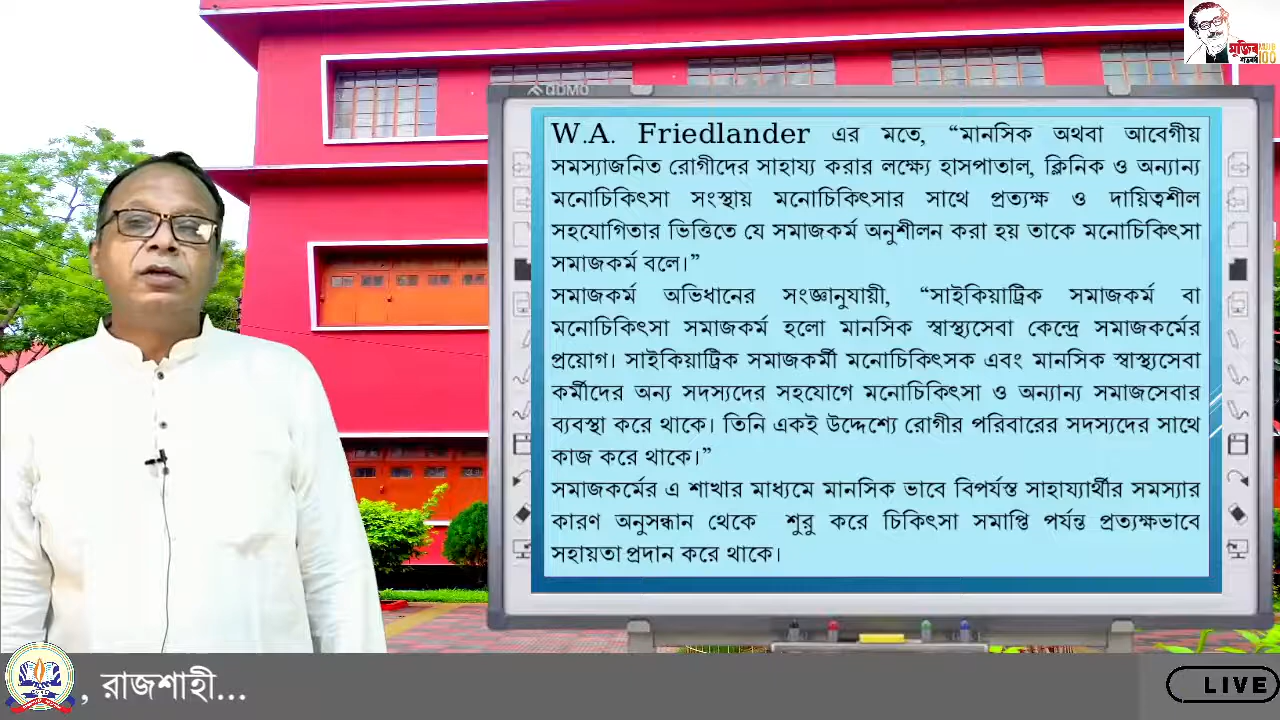 মুজিব
100
QOMO
W.A. Friedlander এর মতে, “মানসিক অথবা আবেগীয়
সমস্যাজনিত রোগীদের সাহায্য করার লক্ষ্যে হাসপাতাল, ক্লিনিক ও অন্যান্য
মনোচিকিৎসা সংস্থায় মনোচিকিৎসার সাথে প্রত্যক্ষ ও দায়িত্বশীল
সহযোগিতার ভিত্তিতে যে সমাজকর্ম অনুশীলন করা হয় তাকে মনোচিকিৎসা
সমাজকর্ম বলে।”
সমাজকর্ম অভিধানের সংজ্ঞানুযায়ী, “সাইকিয়াট্রিক সমাজকর্ম বা
মনোচিকিৎসা সমাজকর্ম হলো মানসিক স্বাস্থ্যসেবা কেন্দ্রে সমাজকর্মের
প্রয়োগ। সাইকিয়াট্রিক সমাজকর্মী মনোচিকিৎসক এবং মানসিক স্বাস্থ্যসেবা
কর্মীদের অন্য সদস্যদের সহযোগে মনোচিকিৎসা ও অন্যান্য সমাজসেবার
ব্যবস্থা করে থাকে। তিনি একই উদ্দেশ্যে রোগীর পরিবারের সদস্যদের সাথে
কাজ করে থাকে।”
সমাজকর্মের এ শাখার মাধ্যমে মানসিক ভাবে বিপর্যস্ত সাহায্যার্থীর সমস্যার
কারণ অনুসন্ধান থেকে শুরু করে চিকিৎসা সমাপ্তি পর্যন্ত প্রত্যক্ষভাবে
সহায়তা প্রদান করে থাকে।
, রাজশাহী...
LIVE